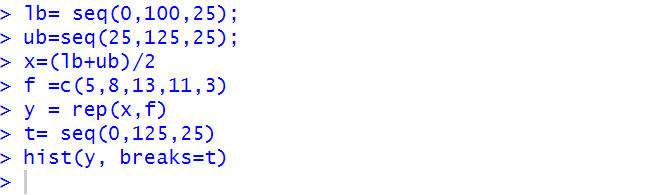 > lb= seq(0,100,25);
> ub=seq(25,125,25);
> x=(lb+ub)/2
> f =c(5,8,13,11,3)
> y = rep(x,f)
> t= seq(0,125,25)
> hist(y, breaks=t)
>